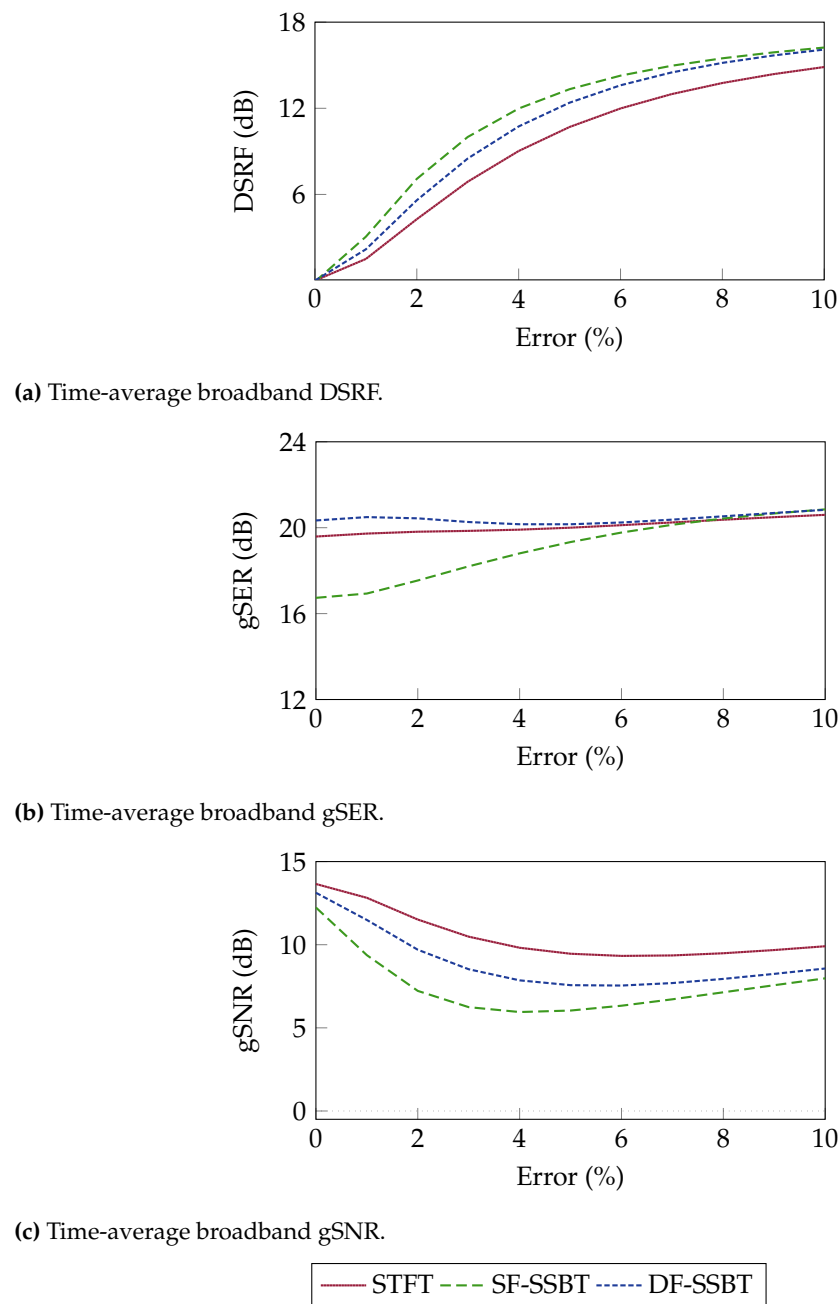 18
12
6
DSRF (dB)
0 2 4 6 8 10
Error (%)
(a) Time-average broadband DSRF.
24
20
16
12
gSER (dB)
0 2 4 6 8 10
Error (%)
(b) Time-average broadband gSER.
15
10
5
0
gSNR (dB)
0 2 4 6 8 10
Error (%)
(c) Time-average broadband gSNR.
STFT SF-SSBT DF-SSBT